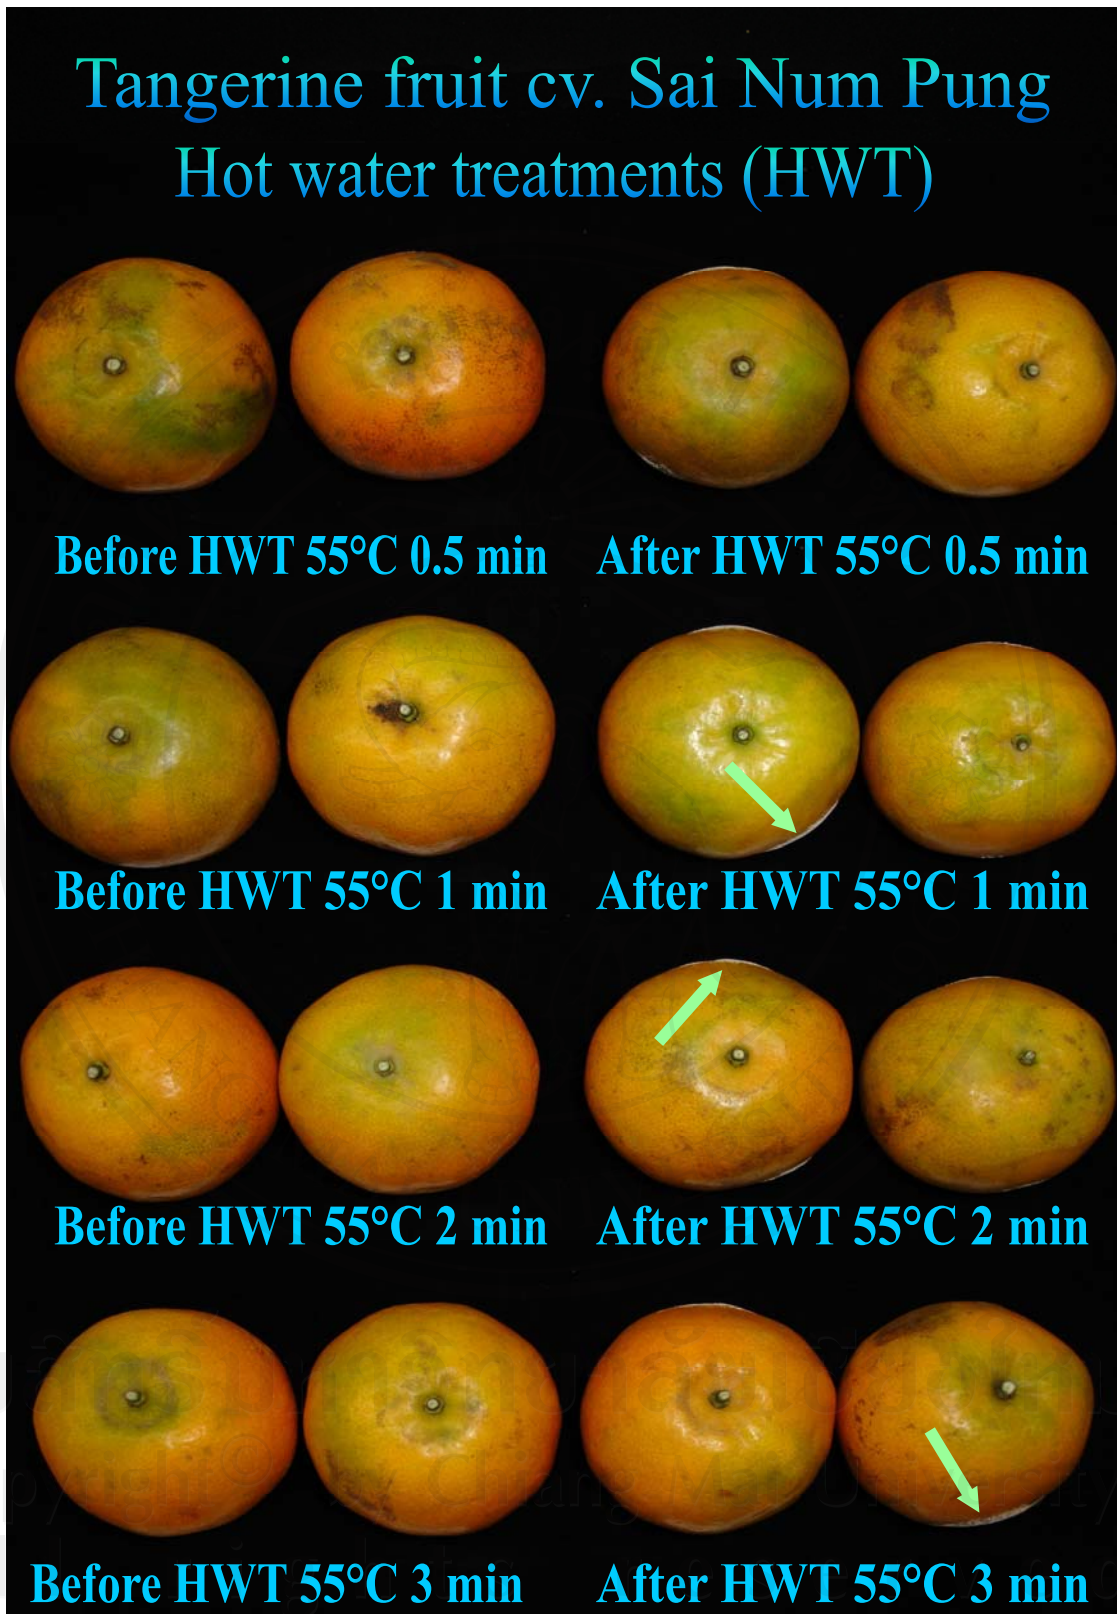 Tangerine fruit cv. Sai Num Pung
Hot water treatments (HWT)
Before HWT 55°C 0.5 min
After HWT 55°C 0.5 min
Before HWT 55°C 1 min
After HWT 55°C 1 min
Before HWT 55°C 2 min
After HWT 55°C 2 min
Before HWT 55°C 3 min
After HWT 55°C 3 min